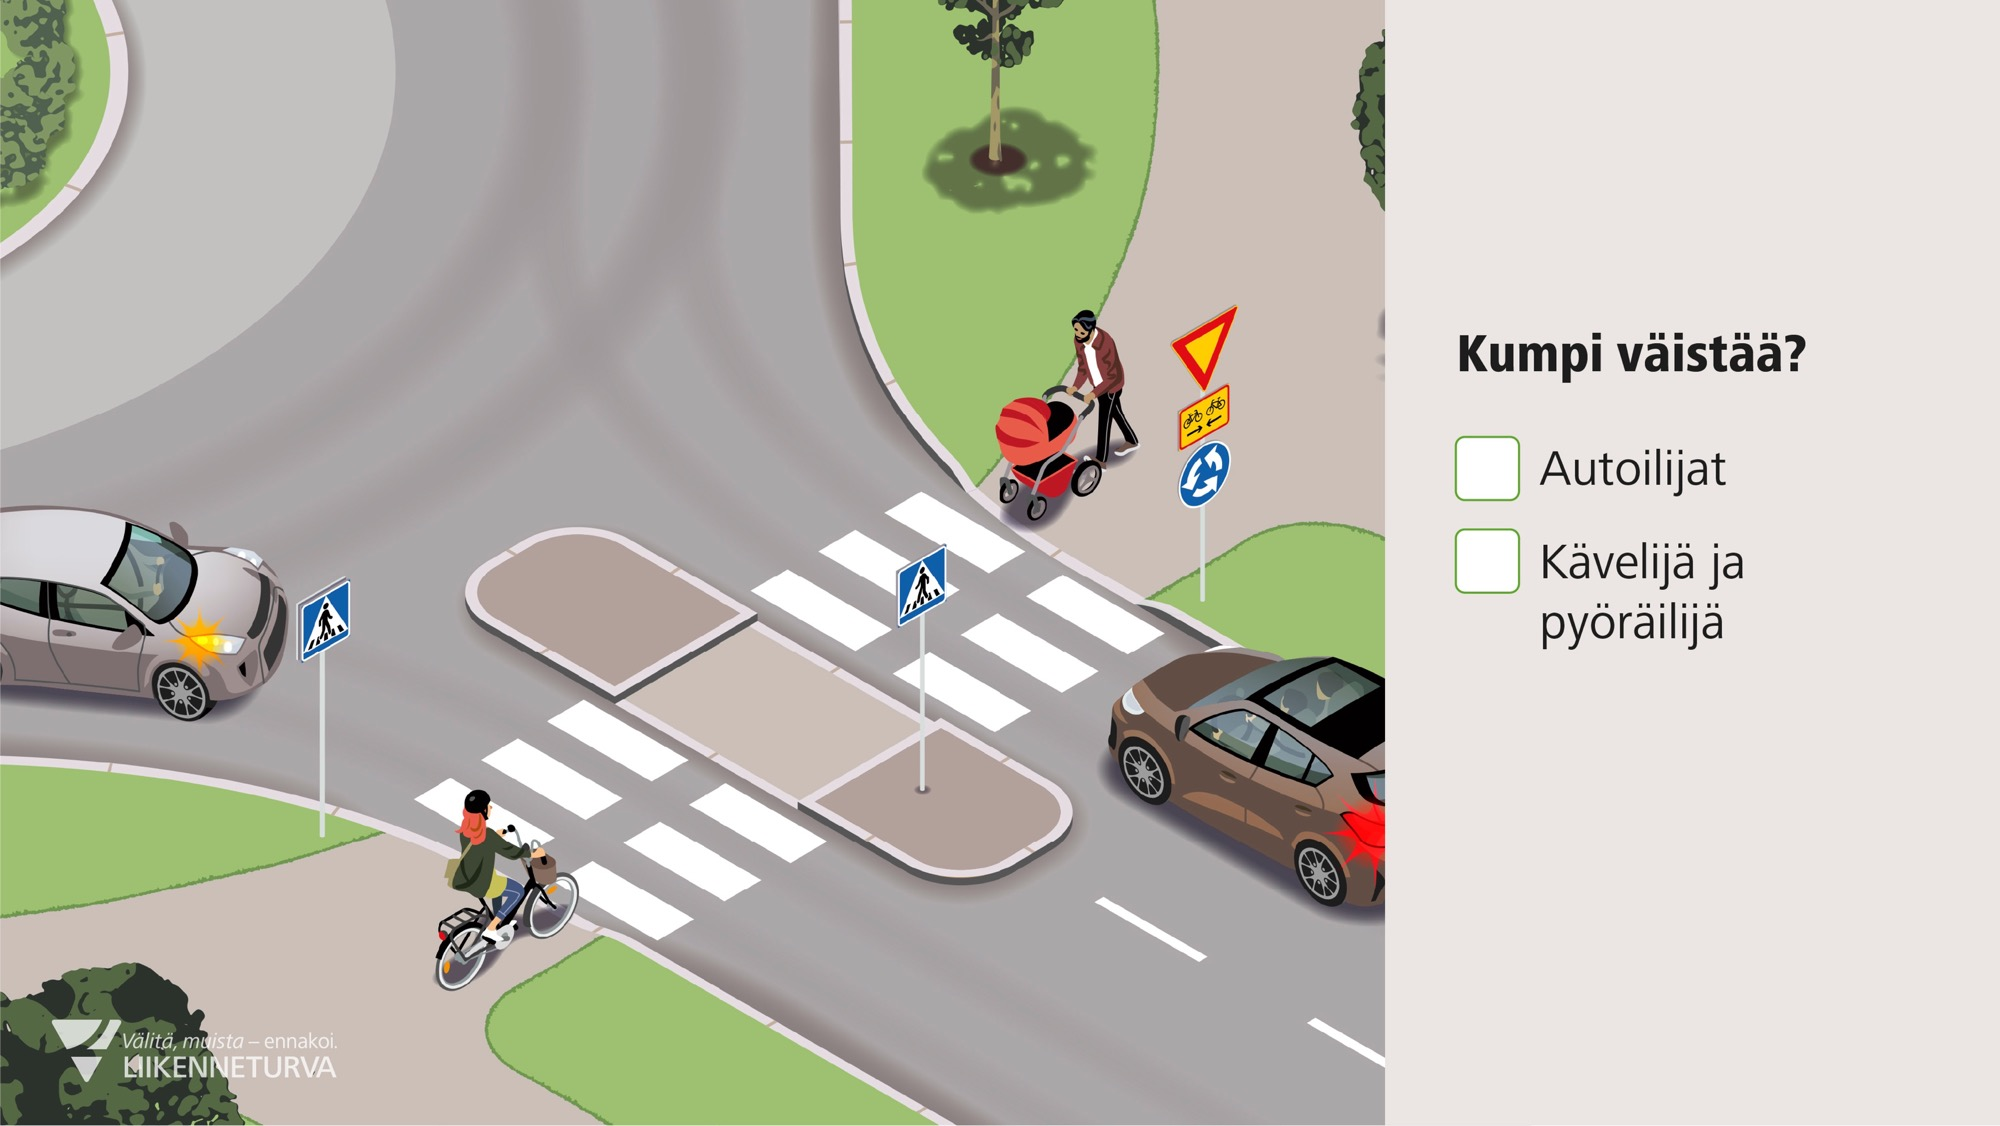 Kumpi väistää?
Autoilijat
Kävelijä ja
pyöräilijä
Välitä, muista – ennakoi.
LIIKENNETURVA